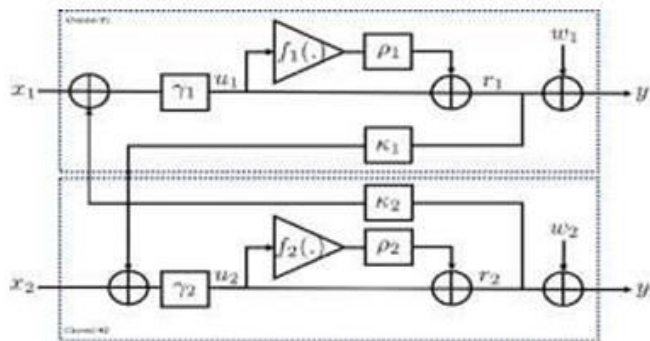 w₁
f₁(.) ρ₁
x₁ γ₁ u₁ r₁ y
κ₁
κ₂
w₂
f₂(.) ρ₂
x₂ γ₂ u₂ r₂ y